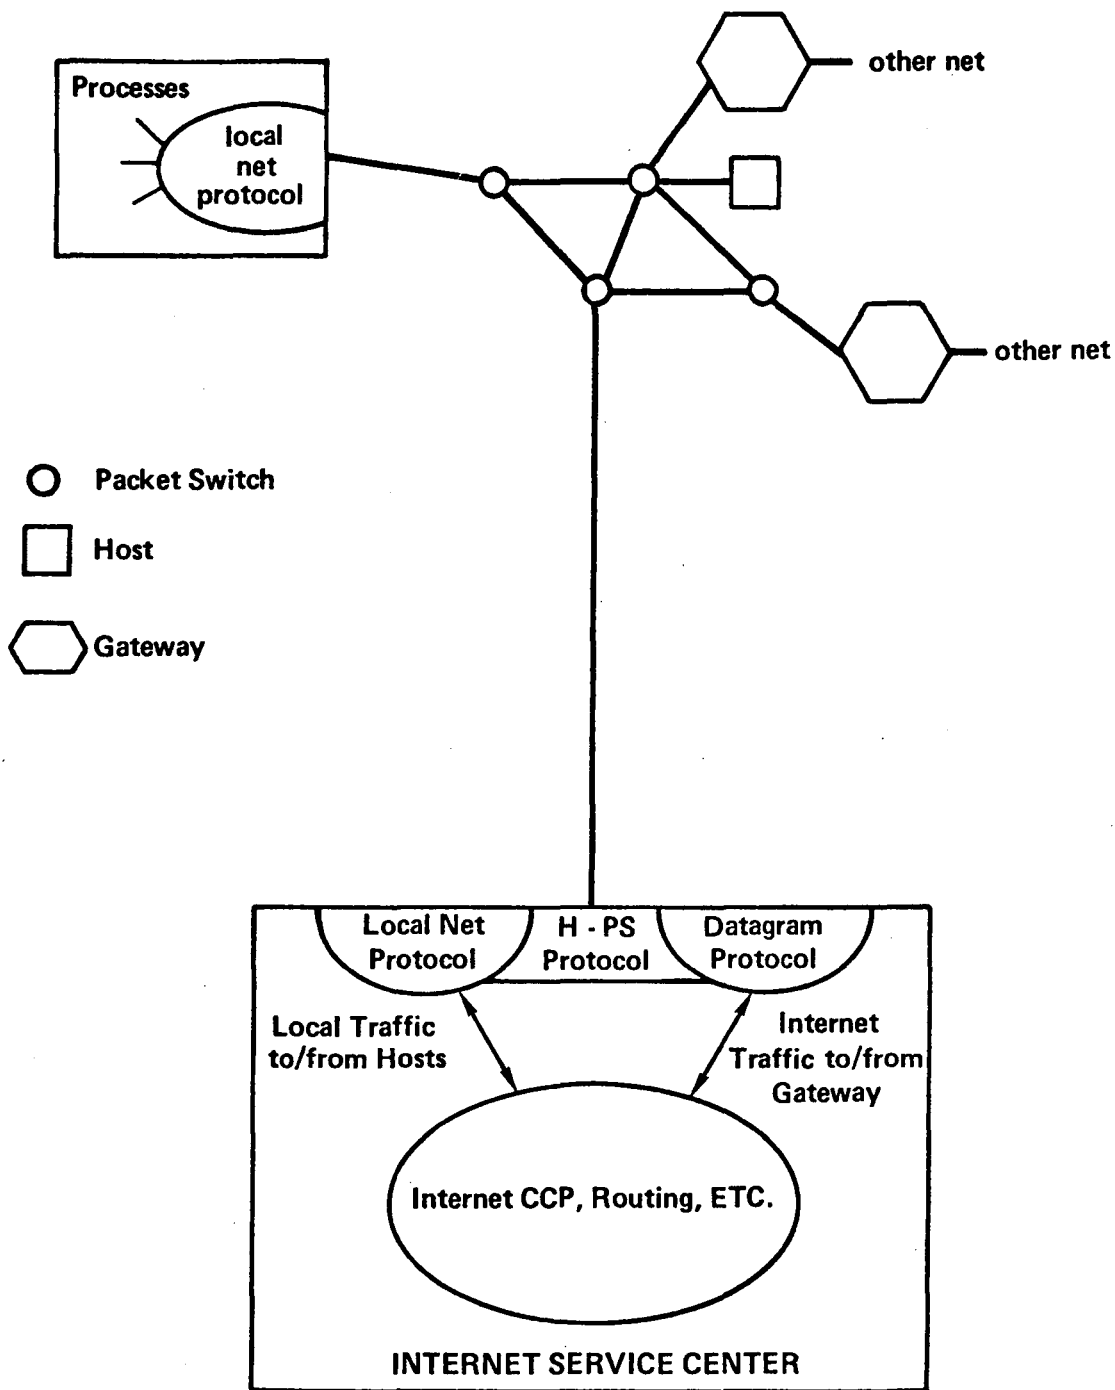 other net
Processes
local
net
protocol
other net
Packet Switch
Host
Gateway
Local Net
Protocol
H - PS
Protocol
Datagram
Protocol
Local Traffic
to/from Hosts
Internet
Traffic to/from
Gateway
Internet CCP, Routing, ETC.
INTERNET SERVICE CENTER